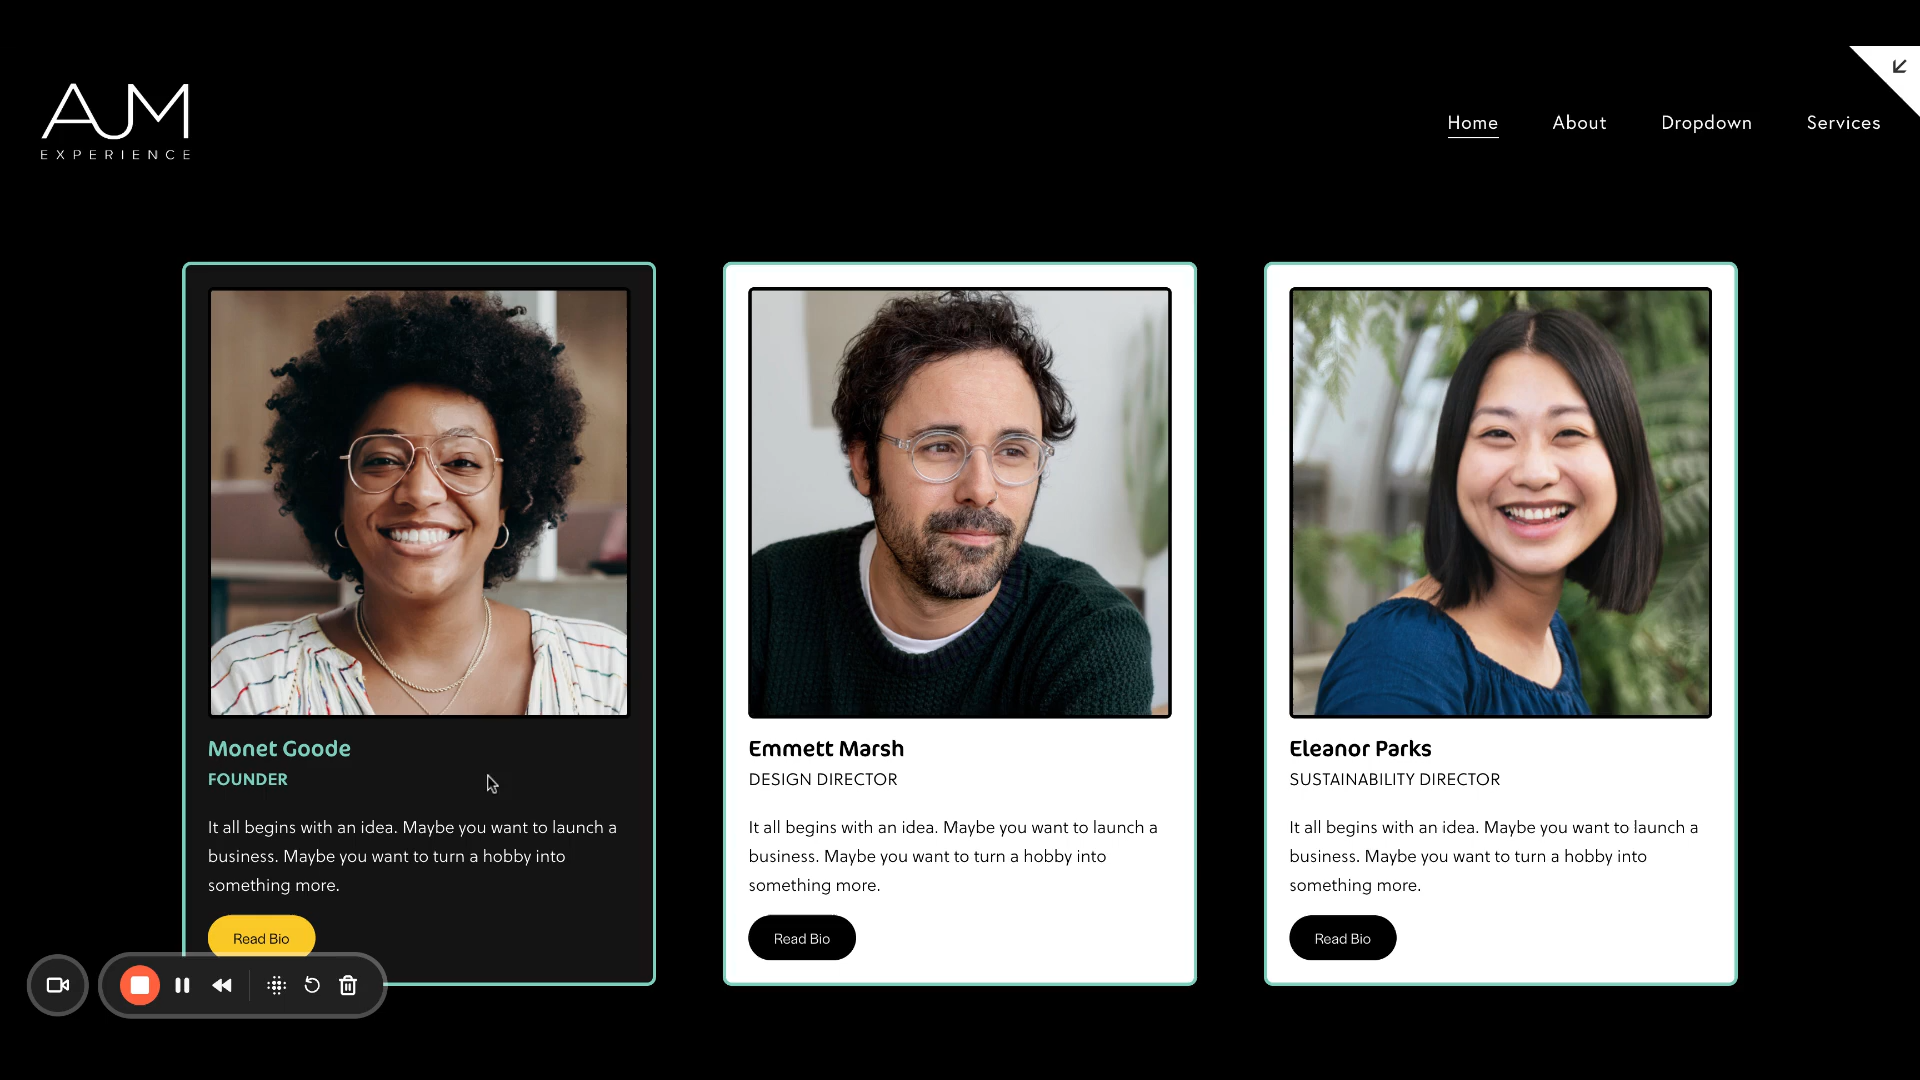 AJM
EXPERIENCE
Home
About
Dropdown
Services
Monet Goode
FOUNDER
It all begins with an idea. Maybe you want to launch a
business. Maybe you want to turn a hobby into
something more.
Read Bio
Emmett Marsh
DESIGN DIRECTOR
It all begins with an idea. Maybe you want to launch a
business. Maybe you want to turn a hobby into
something more.
Read Bio
Eleanor Parks
SUSTAINABILITY DIRECTOR
It all begins with an idea. Maybe you want to launch a
business. Maybe you want to turn a hobby into
something more.
Read Bio